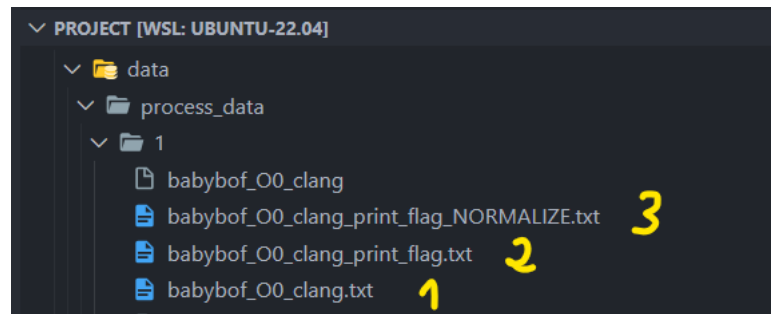 PROJECT [WSL: UBUNTU-22.04]
data
process_data
1
babybof_O0_clang
babybof_O0_clang_print_flag_NORMALIZE.txt 3
babybof_O0_clang_print_flag.txt 2
babybof_O0_clang.txt 1